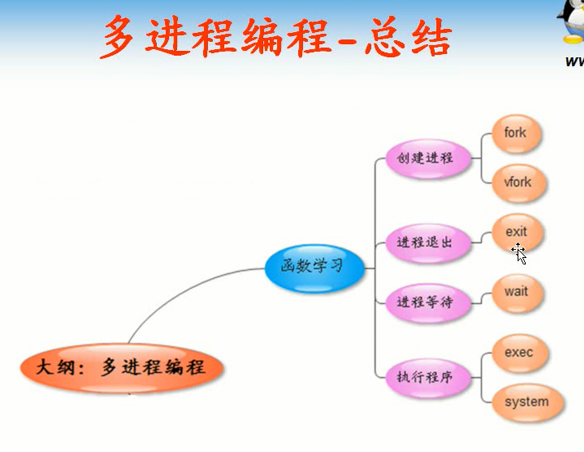 多进程编程-总结
ww
fork
创建进程
vfork
exit
进程退出
函数学习
wait
进程等待
大纲：多进程编程
exec
执行程序
system